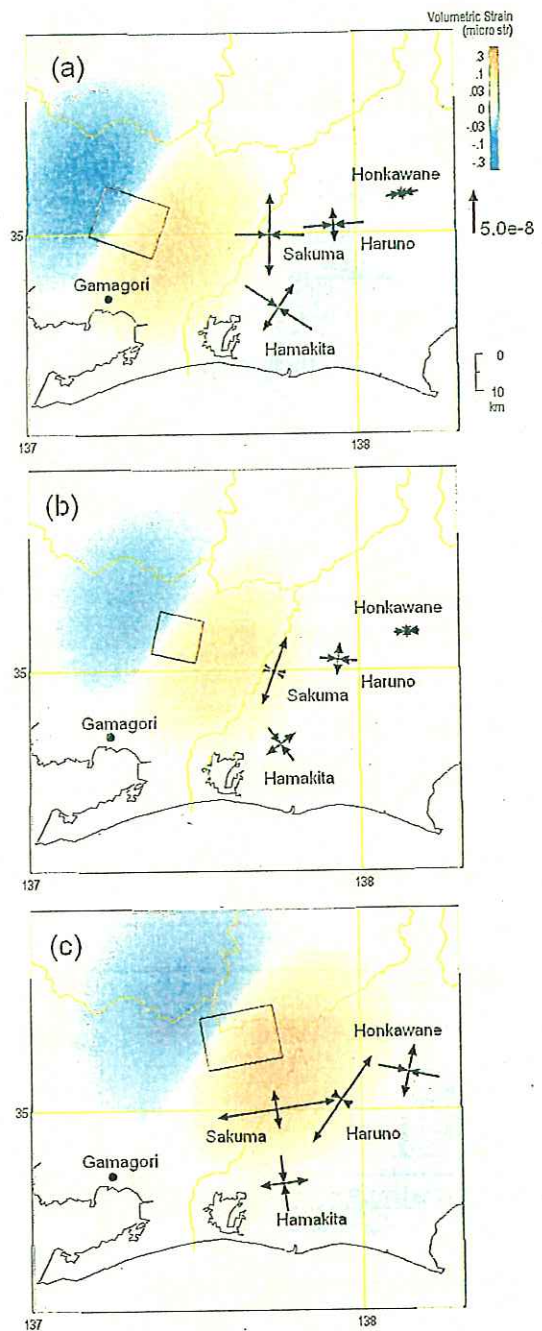 Volumetric Strain
(micro str)
(a)
.3
.1
.03
0
.03
-.1
-.3
Honkawane
5.0e-8
35
Sakuma
Haruno
Gamagori
Hamakita
0
10
km
137
138
(b)
Honkawane
35
Sakuma
Haruno
Gamagori
Hamakita
137
138
(c)
Honkawane
35
Sakuma
Haruno
Gamagori
Hamakita
137
138